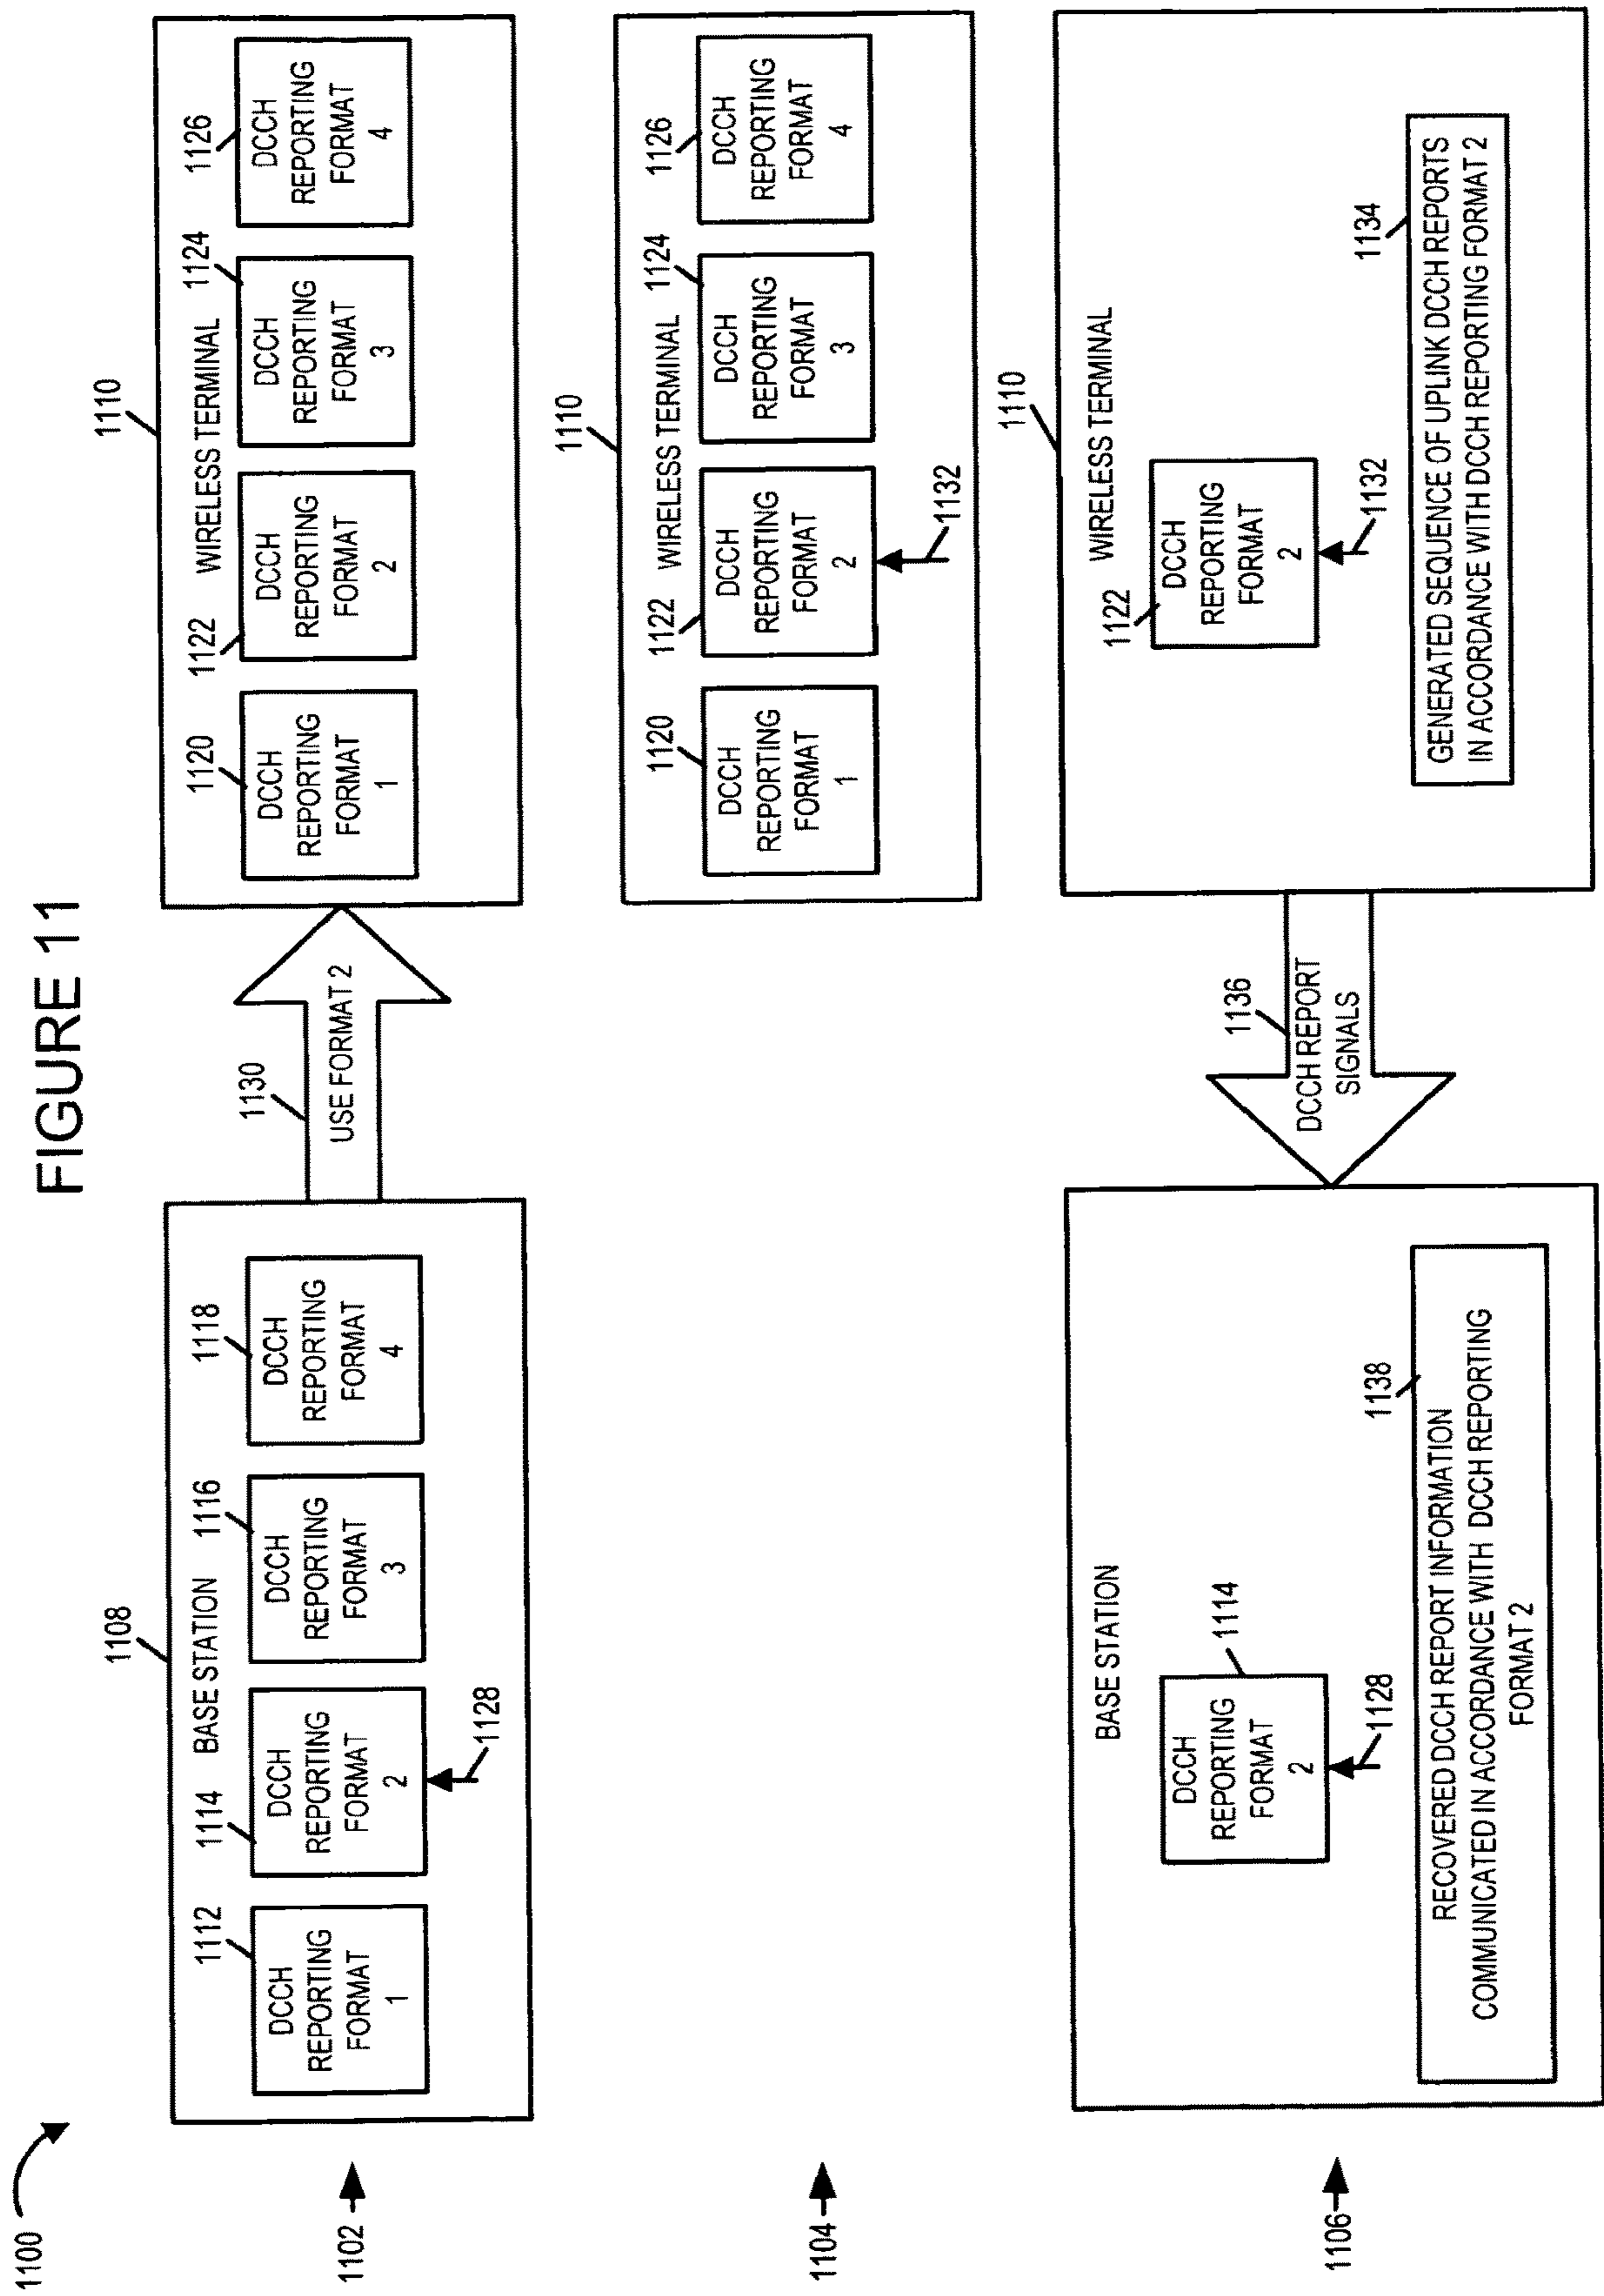 FIGURE 11
1100
1102
1108
BASE STATION
1112
DCCH
REPORTING
FORMAT
1
1114
DCCH
REPORTING
FORMAT
2
1128
1116
DCCH
REPORTING
FORMAT
3
1118
DCCH
REPORTING
FORMAT
4
1130
USE FORMAT 2
1110
WIRELESS TERMINAL
1120
DCCH
REPORTING
FORMAT
1
1122
DCCH
REPORTING
FORMAT
2
1124
DCCH
REPORTING
FORMAT
3
1126
DCCH
REPORTING
FORMAT
4
1104
1110
WIRELESS TERMINAL
1120
DCCH
REPORTING
FORMAT
1
1122
DCCH
REPORTING
FORMAT
2
1132
1124
DCCH
REPORTING
FORMAT
3
1126
DCCH
REPORTING
FORMAT
4
1106
BASE STATION
DCCH
REPORTING
FORMAT
2
1114
1128
1138
RECOVERED DCCH REPORT INFORMATION
COMMUNICATED IN ACCORDANCE WITH DCCH REPORTING
FORMAT 2
1136
DCCH REPORT
SIGNALS
1110
WIRELESS TERMINAL
1122
DCCH
REPORTING
FORMAT
2
1132
1134
GENERATED SEQUENCE OF UPLINK DCCH REPORTS
IN ACCORDANCE WITH DCCH REPORTING FORMAT 2